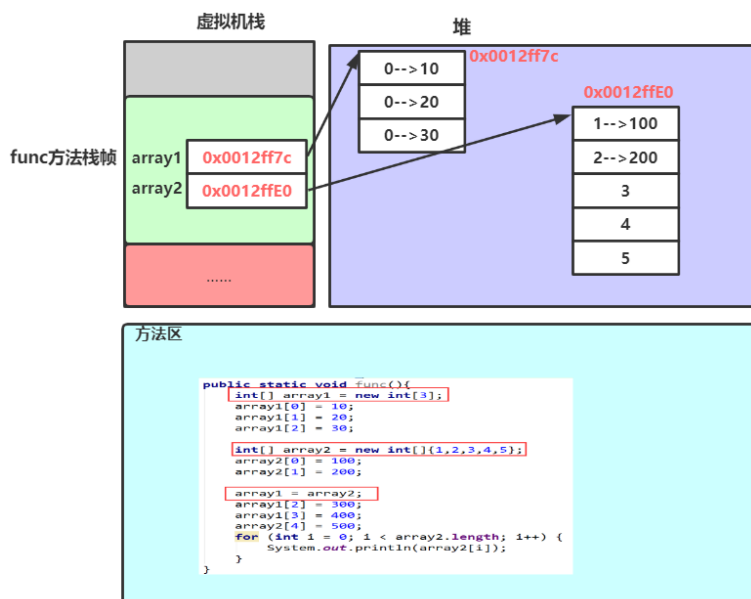 虚拟机栈
堆
0x0012ff7c
0-->10
0-->20
0-->30
0x0012ffE0
1-->100
2-->200
3
4
5
func方法栈帧
array1
0x0012ff7c
array2
0x0012ffE0
......
方法区
public static void func(){
int[] array1 = new int[3];
array1[0] = 10;
array1[1] = 20;
array1[2] = 30;
int[] array2 = new int[]{1,2,3,4,5};
array2[0] = 100;
array2[1] = 200;
array1 = array2;
array1[2] = 300;
array1[3] = 400;
array2[4] = 500;
for (int i = 0; i < array2.length; i++) {
System.out.println(array2[i]);
}
}